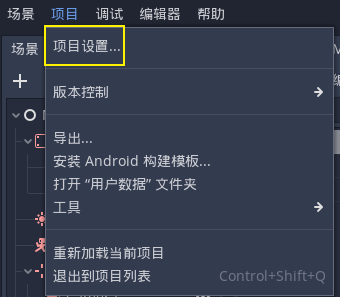 场景 项目 调试 编辑器 帮助
场景
项目设置...
版本控制
导出...
安装 Android 构建模板...
打开 “用户数据” 文件夹
工具
重新加载当前项目
退出到项目列表 Control+Shift+Q